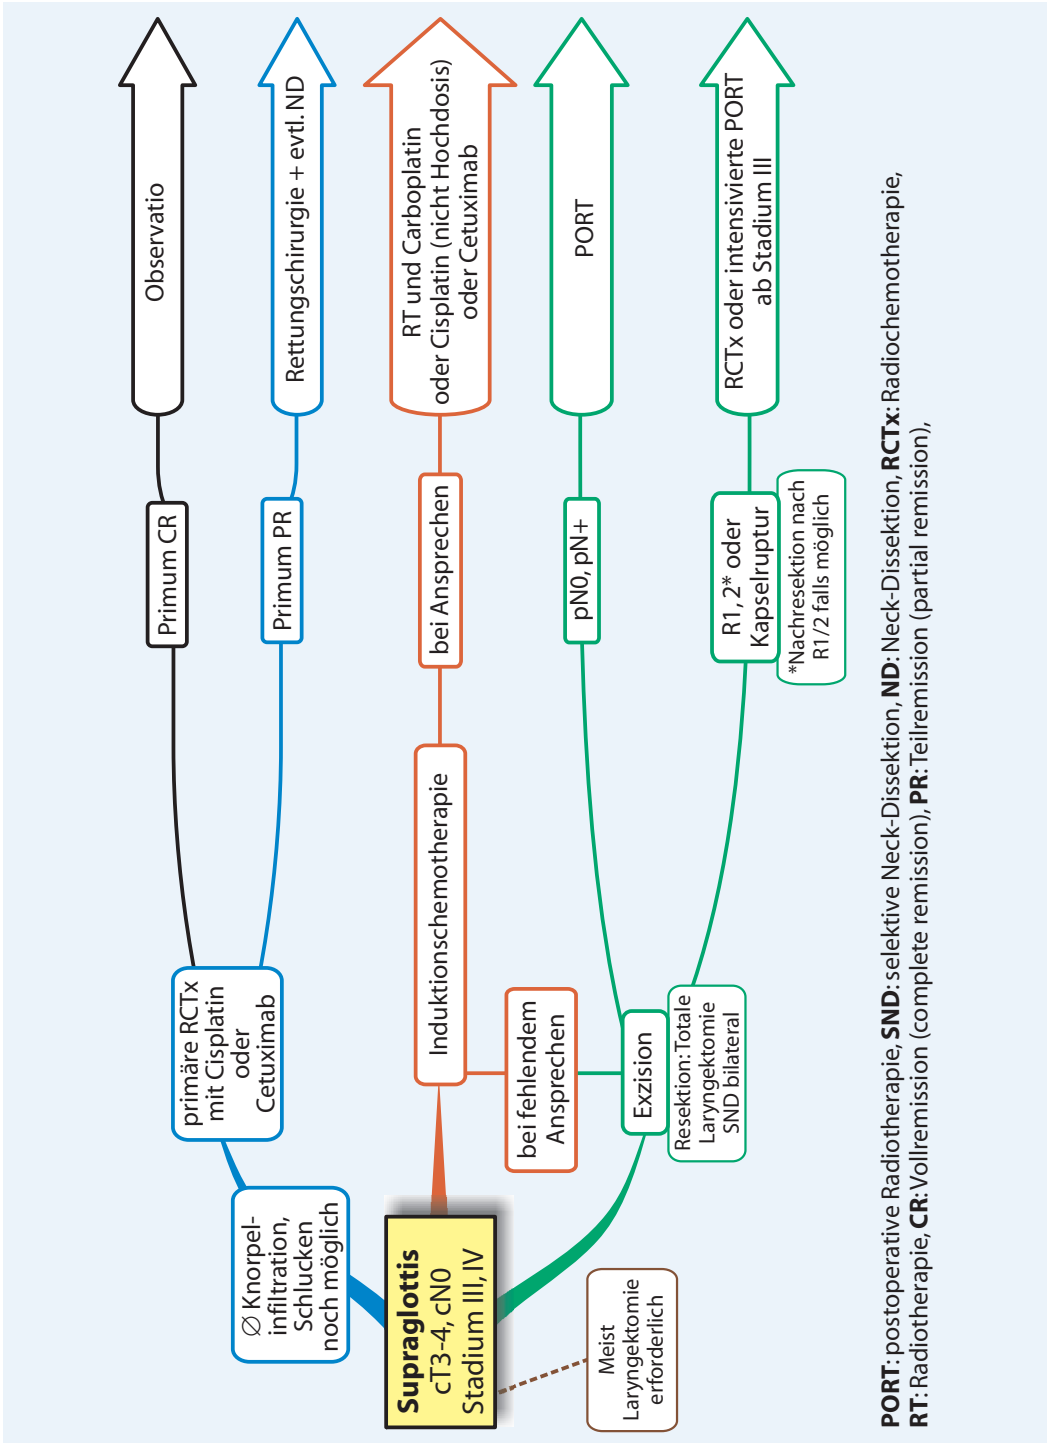 Supraglottis
cT3-4, cN0
Stadium III, IV
Meist
Laryngektomie
erforderlich
∅ Knorpel-
infiltration,
Schlucken
noch möglich
primäre RCTx
mit Cisplatin
oder
Cetuximab
Primum CR
Observatio
Primum PR
Rettungschirurgie + evtl. ND
Induktionschemotherapie
bei Ansprechen
RT und Carboplatin
oder Cisplatin (nicht Hochdosis)
oder Cetuximab
bei fehlendem
Ansprechen
Exzision
Resektion: Totale
Laryngektomie
SND bilateral
pN0, pN+
PORT
R1, 2* oder
Kapselruptur
*Nachresektion nach
R1/2 falls möglich
RCTx oder intensivierte PORT
ab Stadium III
PORT: postoperative Radiotherapie, SND: selektive Neck-Dissektion, ND: Neck-Dissektion, RCTx: Radiochemotherapie,
RT: Radiotherapie, CR: Vollremission (complete remission), PR: Teilremission (partial remission),